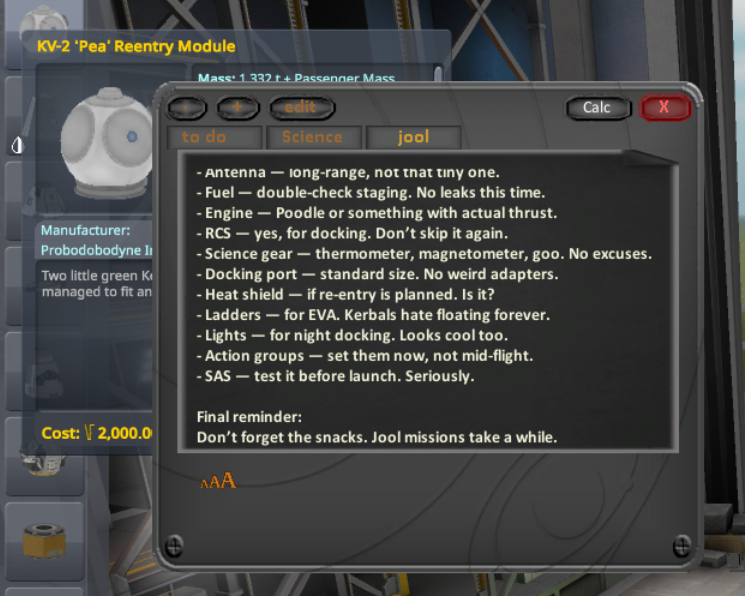 KV-2 'Pea' Reentry Module
Mass: 1.332 t + Passenger Mass
Manufacturer:
Probodobodyne
Two little green
managed to fit
Cost: 2,000.0
- + edit Calc X
to do Science jool
- Antenna — long-range, not that tiny one.
- Fuel — double-check staging. No leaks this time.
- Engine — Poodle or something with actual thrust.
- RCS — yes, for docking. Don’t skip it again.
- Science gear — thermometer, magnetometer, goo. No excuses.
- Docking port — standard size. No weird adapters.
- Heat shield — if re-entry is planned. Is it?
- Ladders — for EVA. Kerbals hate floating forever.
- Lights — for night docking. Looks cool too.
- Action groups — set them now, not mid-flight.
- SAS — test it before launch. Seriously.
Final reminder:
Don’t forget the snacks. Jool missions take a while.
AAA